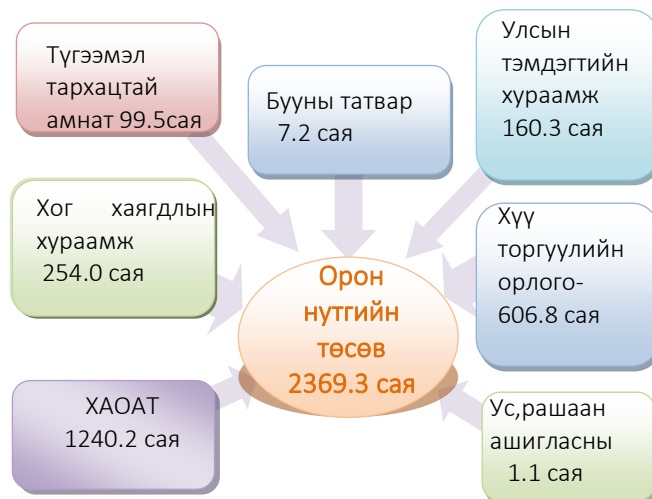 Түгээмэл
тархацтай
амнат 99.5сая
Бууны татвар
7.2 сая
Улсын
тэмдэгтийн
хураамж
160.3 сая
Хог хаягдлын
хураамж
254.0 сая
Хүү
торгуулийн
орлого-
606.8 сая
Орон
нутгийн
төсөв
2369.3 сая
ХАОАТ
1240.2 сая
Ус,рашаан
ашигласны
1.1 сая